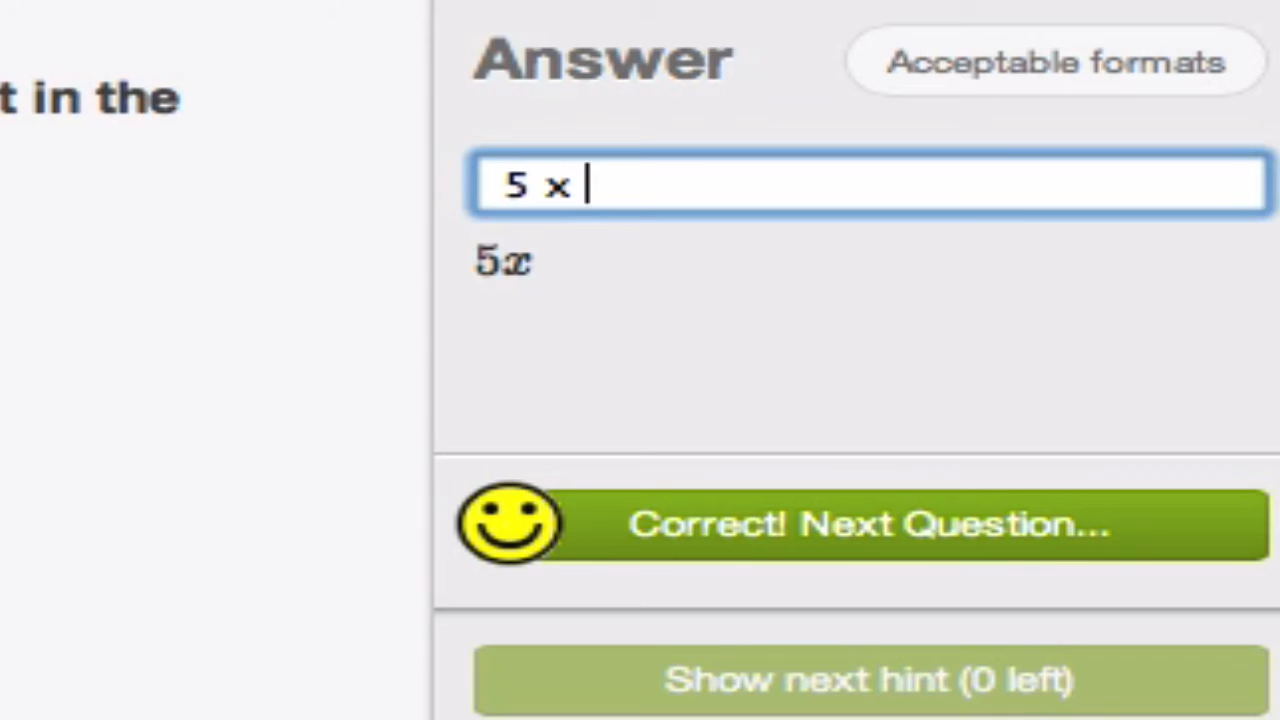 t in the
Answer
Acceptable formats
5 x
5x
Correct! Next Question...
Show next hint (0 left)